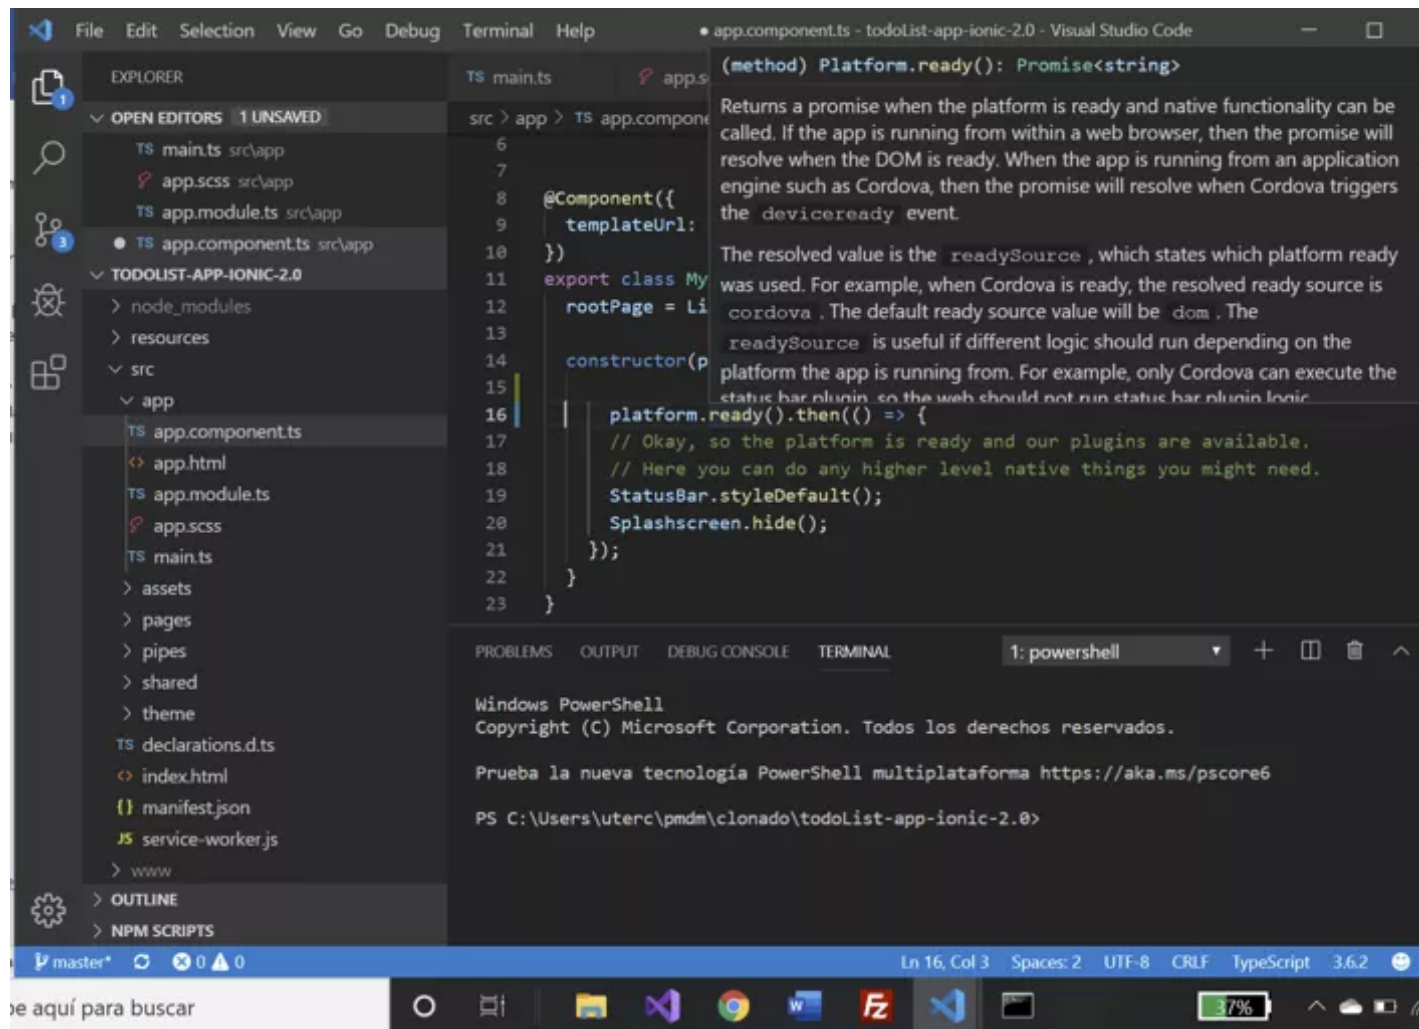 File Edit Selection View Go Debug Terminal Help ● app.component.ts - todoList-app-ionic-2.0 - Visual Studio Code
EXPLORER
OPEN EDITORS 1 UNSAVED
TS main.ts src\app
app.scss src\app
TS app.module.ts src\app
● TS app.component.ts src\app
TODOLIST-APP-IONIC-2.0
> node_modules
> resources
src
app
TS app.component.ts
<> app.html
TS app.module.ts
app.scss
TS main.ts
> assets
> pages
> pipes
> shared
> theme
TS declarations.d.ts
<> index.html
{} manifest.json
JS service-worker.js
> www
> OUTLINE
> NPM SCRIPTS
1
3
TS main.ts app.s
src > app > TS app.compone
(method) Platform.ready(): Promise<string>
Returns a promise when the platform is ready and native functionality can be
called. If the app is running from within a web browser, then the promise will
resolve when the DOM is ready. When the app is running from an application
engine such as Cordova, then the promise will resolve when Cordova triggers
the deviceready event.
The resolved value is the readySource , which states which platform ready
was used. For example, when Cordova is ready, the resolved ready source is
cordova . The default ready source value will be dom . The
readySource is useful if different logic should run depending on the
platform the app is running from. For example, only Cordova can execute the
status bar plugin, so the web should not run status bar plugin logic.
6
7
8 @Component({
9 templateUrl:
10 })
11 export class My
12 rootPage = Li
13
14 constructor(p
15
16 platform.ready().then(() => {
17 // Okay, so the platform is ready and our plugins are available.
18 // Here you can do any higher level native things you might need.
19 StatusBar.styleDefault();
20 Splashscreen.hide();
21 });
22 }
23 }
PROBLEMS OUTPUT DEBUG CONSOLE TERMINAL 1: powershell
Windows PowerShell
Copyright (C) Microsoft Corporation. Todos los derechos reservados.
Prueba la nueva tecnología PowerShell multiplataforma https://aka.ms/pscore6
PS C:\Users\uterc\pmdm\clonado\todoList-app-ionic-2.0>
master* 0 0 Ln 16, Col 3 Spaces: 2 UTF-8 CRLF TypeScript 3.6.2
be aquí para buscar 37%